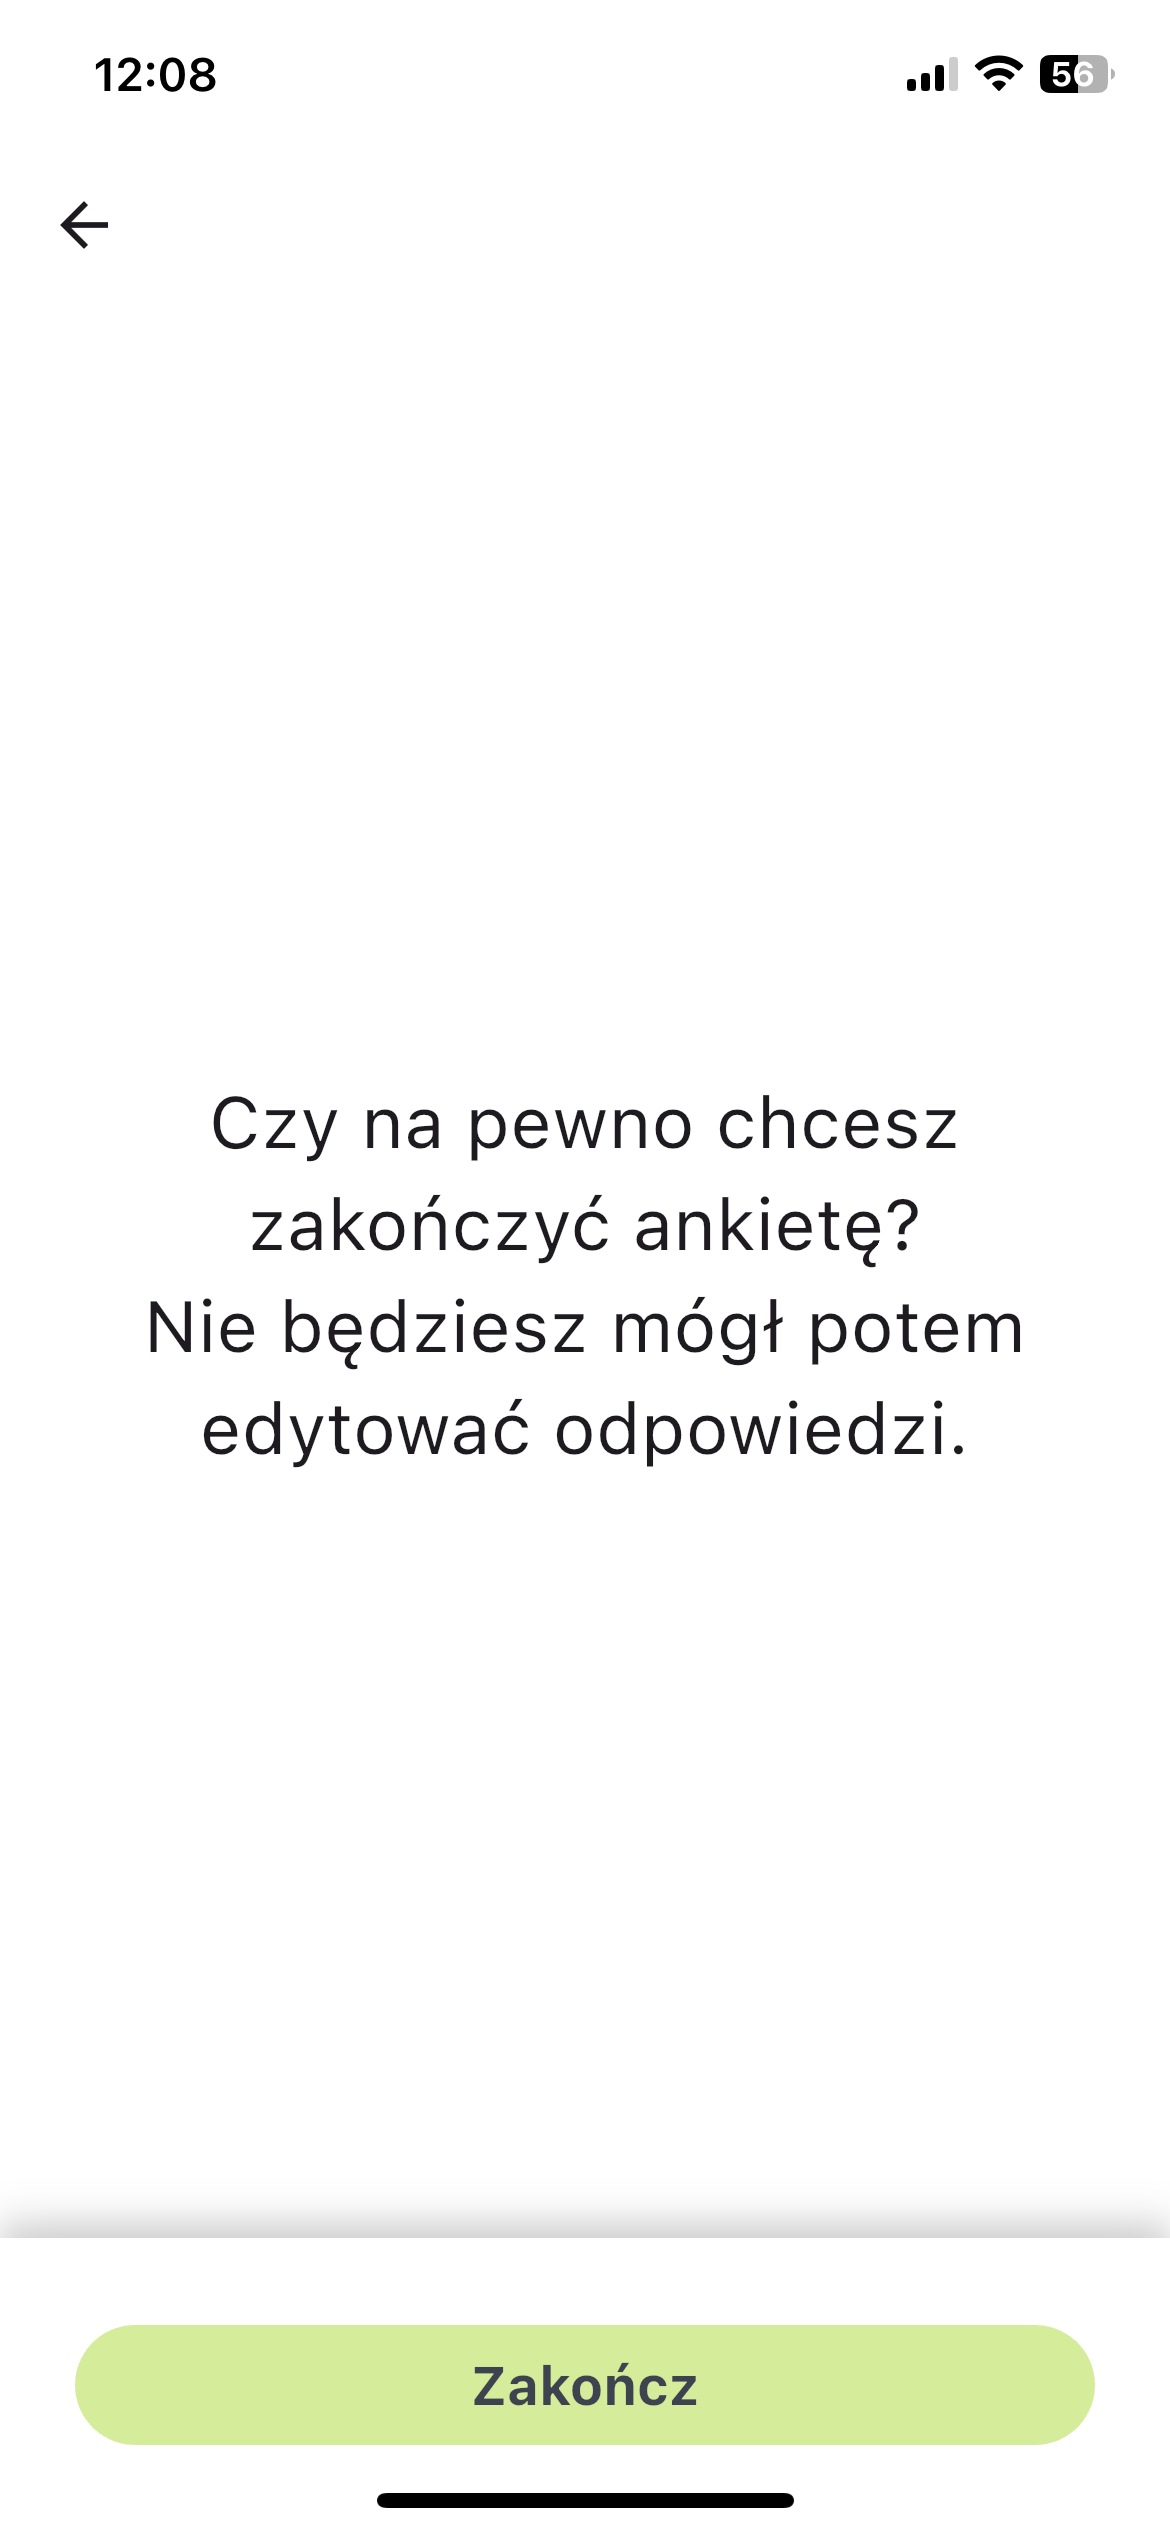 12:08
56
Czy na pewno chcesz
zakończyć ankietę?
Nie będziesz mógł potem
edytować odpowiedzi.
Zakończ